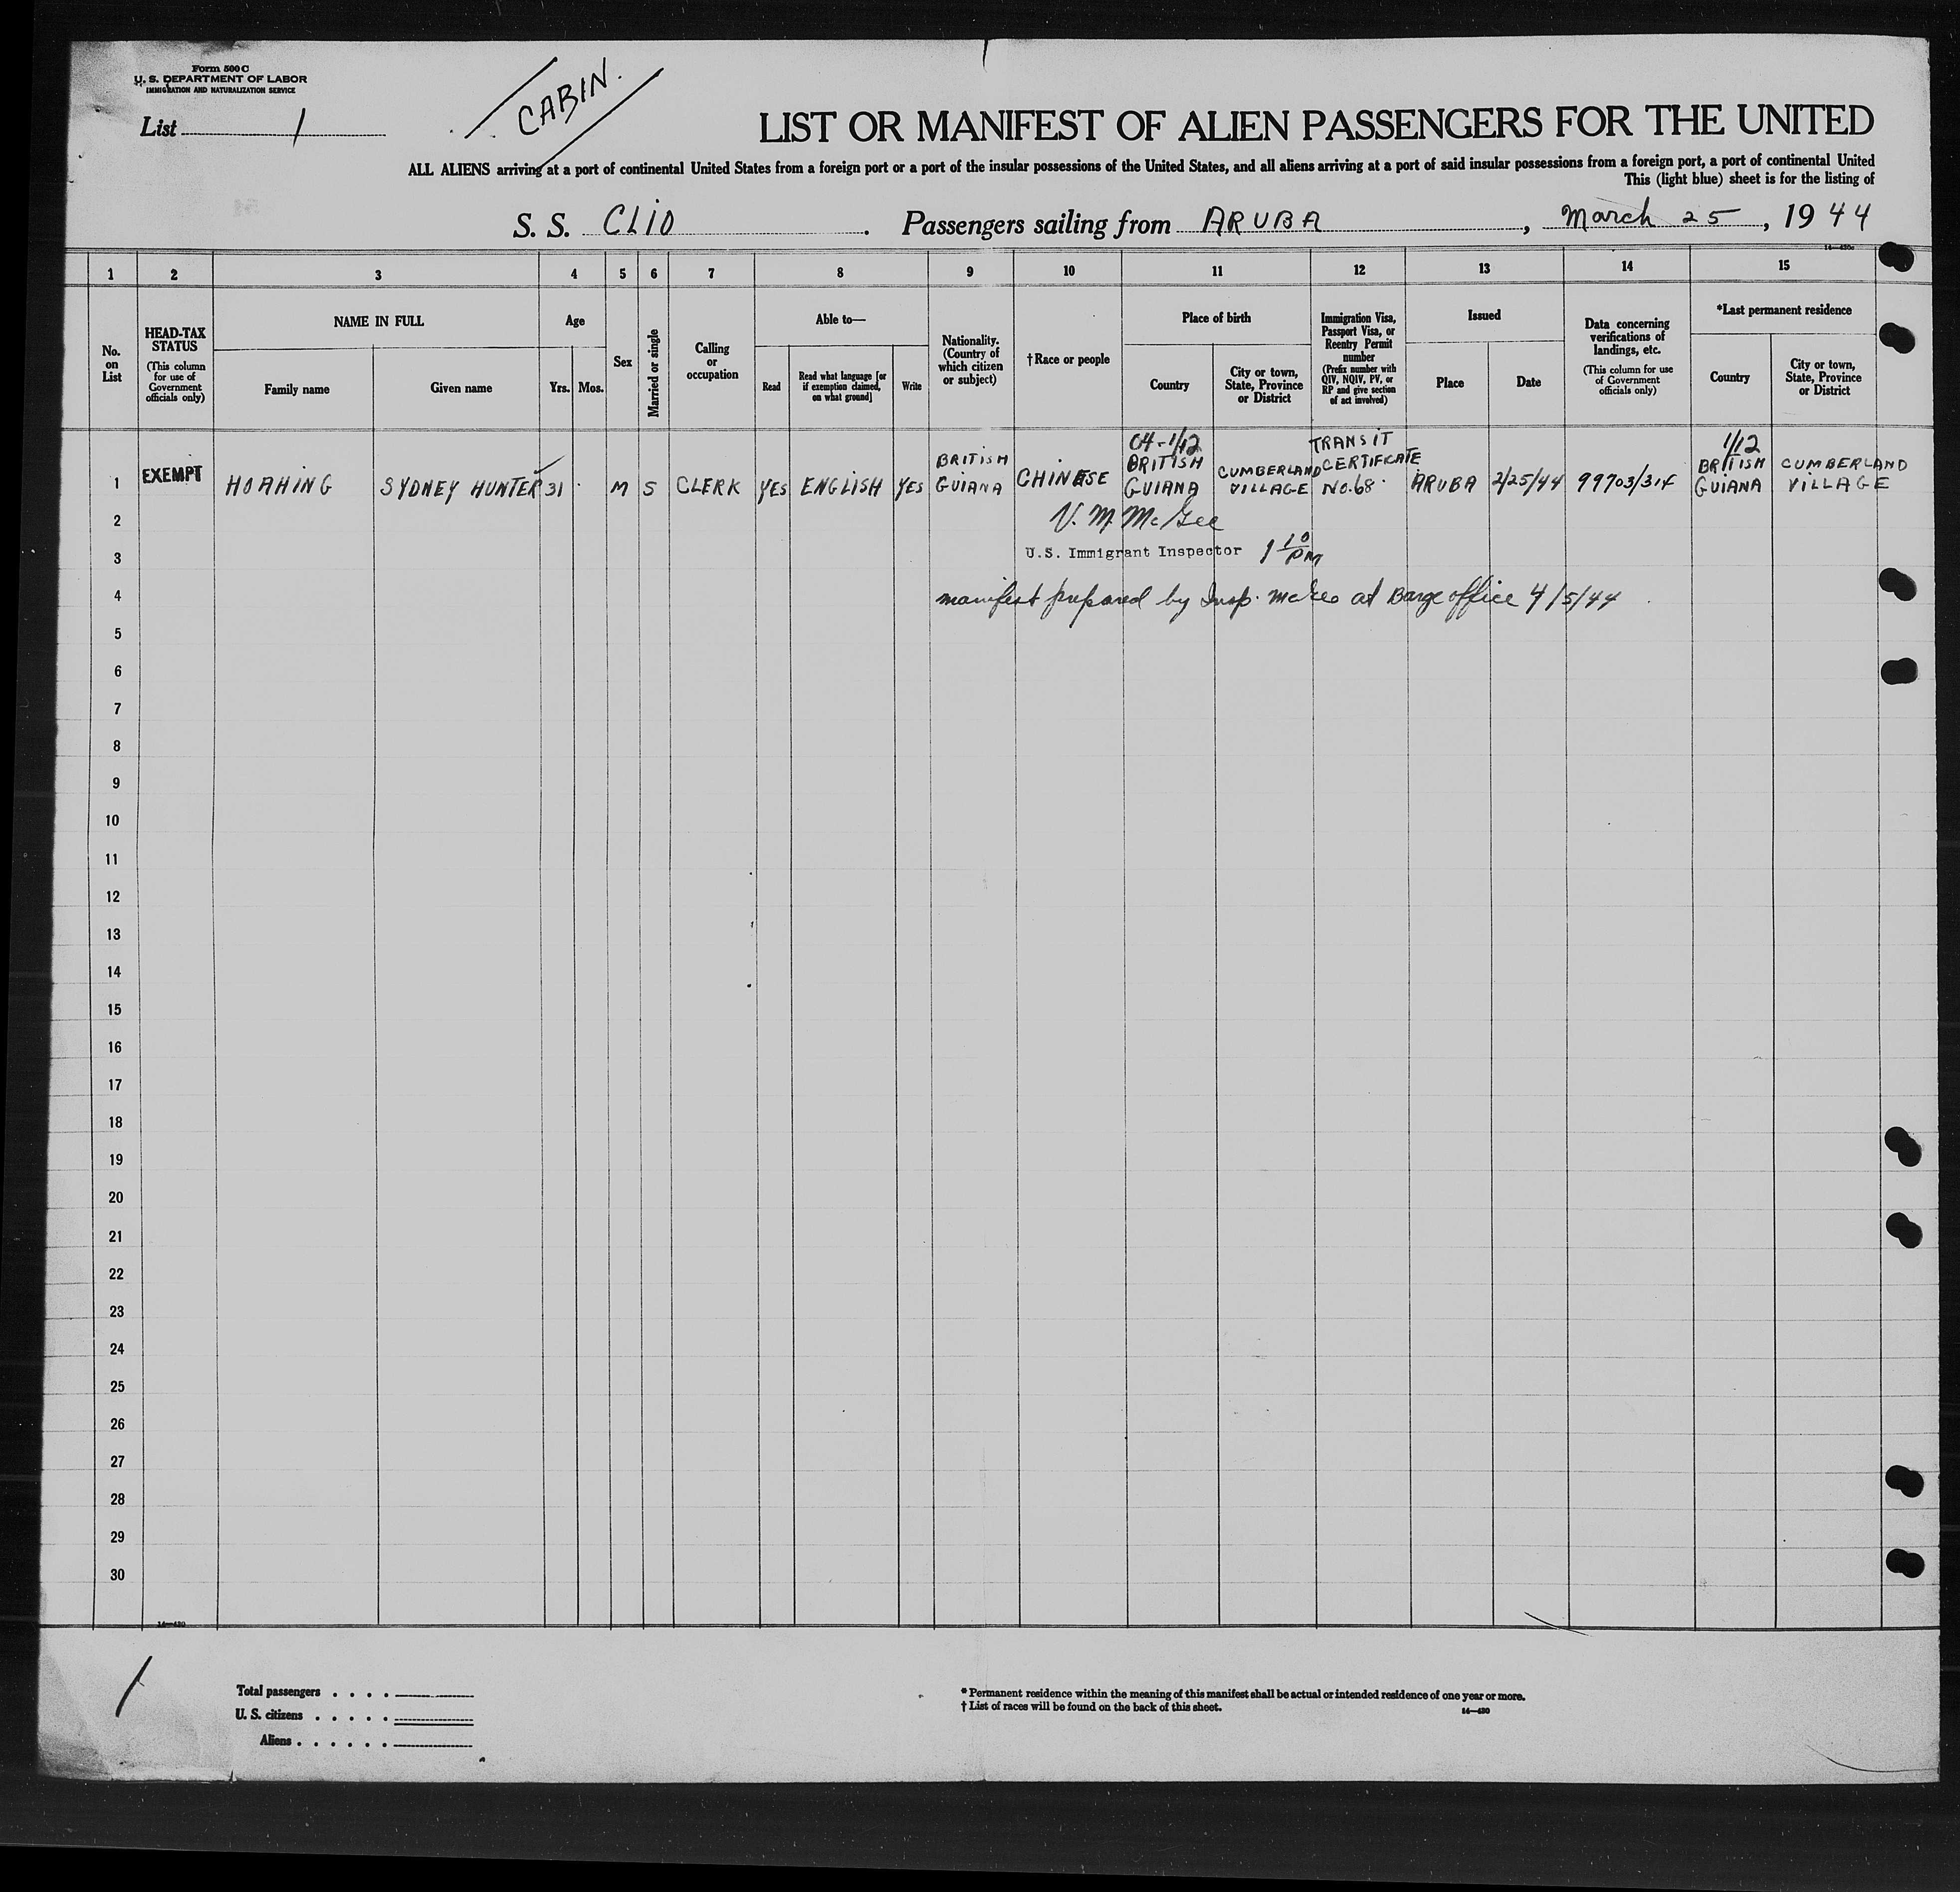 Form 500 C
U. S. DEPARTMENT OF LABOR
IMMIGRATION AND NATURALIZATION SERVICE
List 1
CABIN.
LIST OR MANIFEST OF ALIEN PASSENGERS FOR THE UNITED
ALL ALIENS arriving at a port of continental United States from a foreign port or a port of the insular possessions of the United States, and all aliens arriving at a port of said insular possessions from a foreign port, a port of continental United
This (light blue) sheet is for the listing of
S. S. CLIO. Passengers sailing from ARUBA, March 25, 1944
1 2 3 4 5 6 7 8 9 10 11 12 13 14 15
No. on List
HEAD-TAX STATUS
(This column for use of Government officials only)
NAME IN FULL
Family name
Given name
Age
Yrs. Mos.
Sex
Married or single
Calling or occupation
Able to—
Read
Read what language [or if exemption claimed, on what ground]
Write
Nationality. (Country of which citizen or subject)
†Race or people
Place of birth
Country
City or town, State, Province or District
Immigration Visa, Passport Visa, or Reentry Permit number
(Prefix number with QIV, NQIV, PV, or RP and give section of act involved)
Issued
Place
Date
Data concerning verifications of landings, etc.
(This column for use of Government officials only)
*Last permanent residence
Country
City or town, State, Province or District
1 EXEMPT HOAHING SYDNEY HUNTER 31 M S CLERK YES ENGLISH YES BRITISH GUIANA CHINESE 04-1/12 BRITISH GUIANA CUMBERLAND VILLAGE TRANSIT CERTIFICATE No.68 ARUBA 2/25/44 99703/314 1/12 BRITISH GUIANA CUMBERLAND VILLAGE
2 V. M. McGee
3 U.S. Immigrant Inspector 1 10 PM
4 manifest prepared by Insp. McGee at Barge office 4/5/44
5
6
7
8
9
10
11
12
13
14
15
16
17
18
19
20
21
22
23
24
25
26
27
28
29
30
14—430
1
Total passengers
U. S. citizens
Aliens
* Permanent residence within the meaning of this manifest shall be actual or intended residence of one year or more.
† List of races will be found on the back of this sheet.
14—430